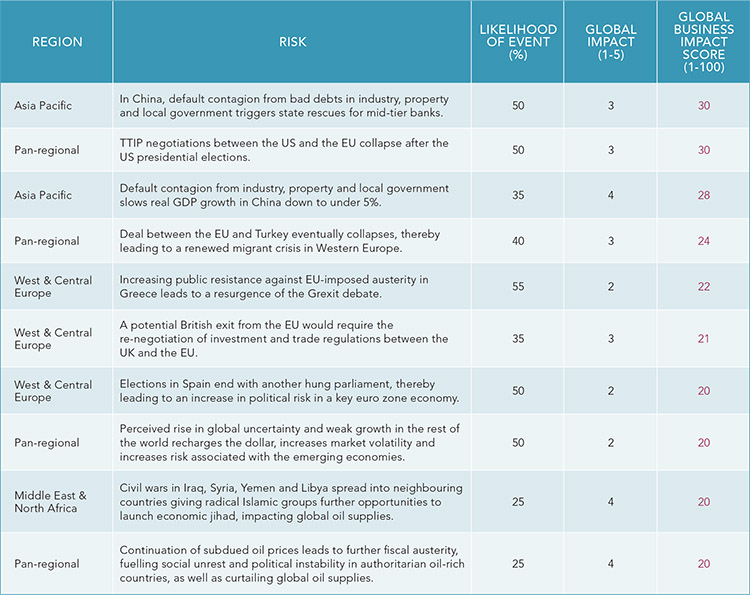 REGION
RISK
LIKELIHOOD
OF EVENT
(%)
GLOBAL
IMPACT
(1-5)
GLOBAL
BUSINESS
IMPACT
SCORE
(1-100)
Asia Pacific
In China, default contagion from bad debts in industry, property
and local government triggers state rescues for mid-tier banks.
50
3
30
Pan-regional
TTIP negotiations between the US and the EU collapse after the
US presidential elections.
50
3
30
Asia Pacific
Default contagion from industry, property and local government
slows real GDP growth in China down to under 5%.
35
4
28
Pan-regional
Deal between the EU and Turkey eventually collapses, thereby
leading to a renewed migrant crisis in Western Europe.
40
3
24
West & Central
Europe
Increasing public resistance against EU-imposed austerity in
Greece leads to a resurgence of the Grexit debate.
55
2
22
West & Central
Europe
A potential British exit from the EU would require the
re-negotiation of investment and trade regulations between the
UK and the EU.
35
3
21
West & Central
Europe
Elections in Spain end with another hung parliament, thereby
leading to an increase in political risk in a key euro zone economy.
50
2
20
Pan-regional
Perceived rise in global uncertainty and weak growth in the rest of
the world recharges the dollar, increases market volatility and
increases risk associated with the emerging economies.
50
2
20
Middle East &
North Africa
Civil wars in Iraq, Syria, Yemen and Libya spread into neighbouring
countries giving radical Islamic groups further opportunities to
launch economic jihad, impacting global oil supplies.
25
4
20
Pan-regional
Continuation of subdued oil prices leads to further fiscal austerity,
fuelling social unrest and political instability in authoritarian oil-rich
countries, as well as curtailing global oil supplies.
25
4
20